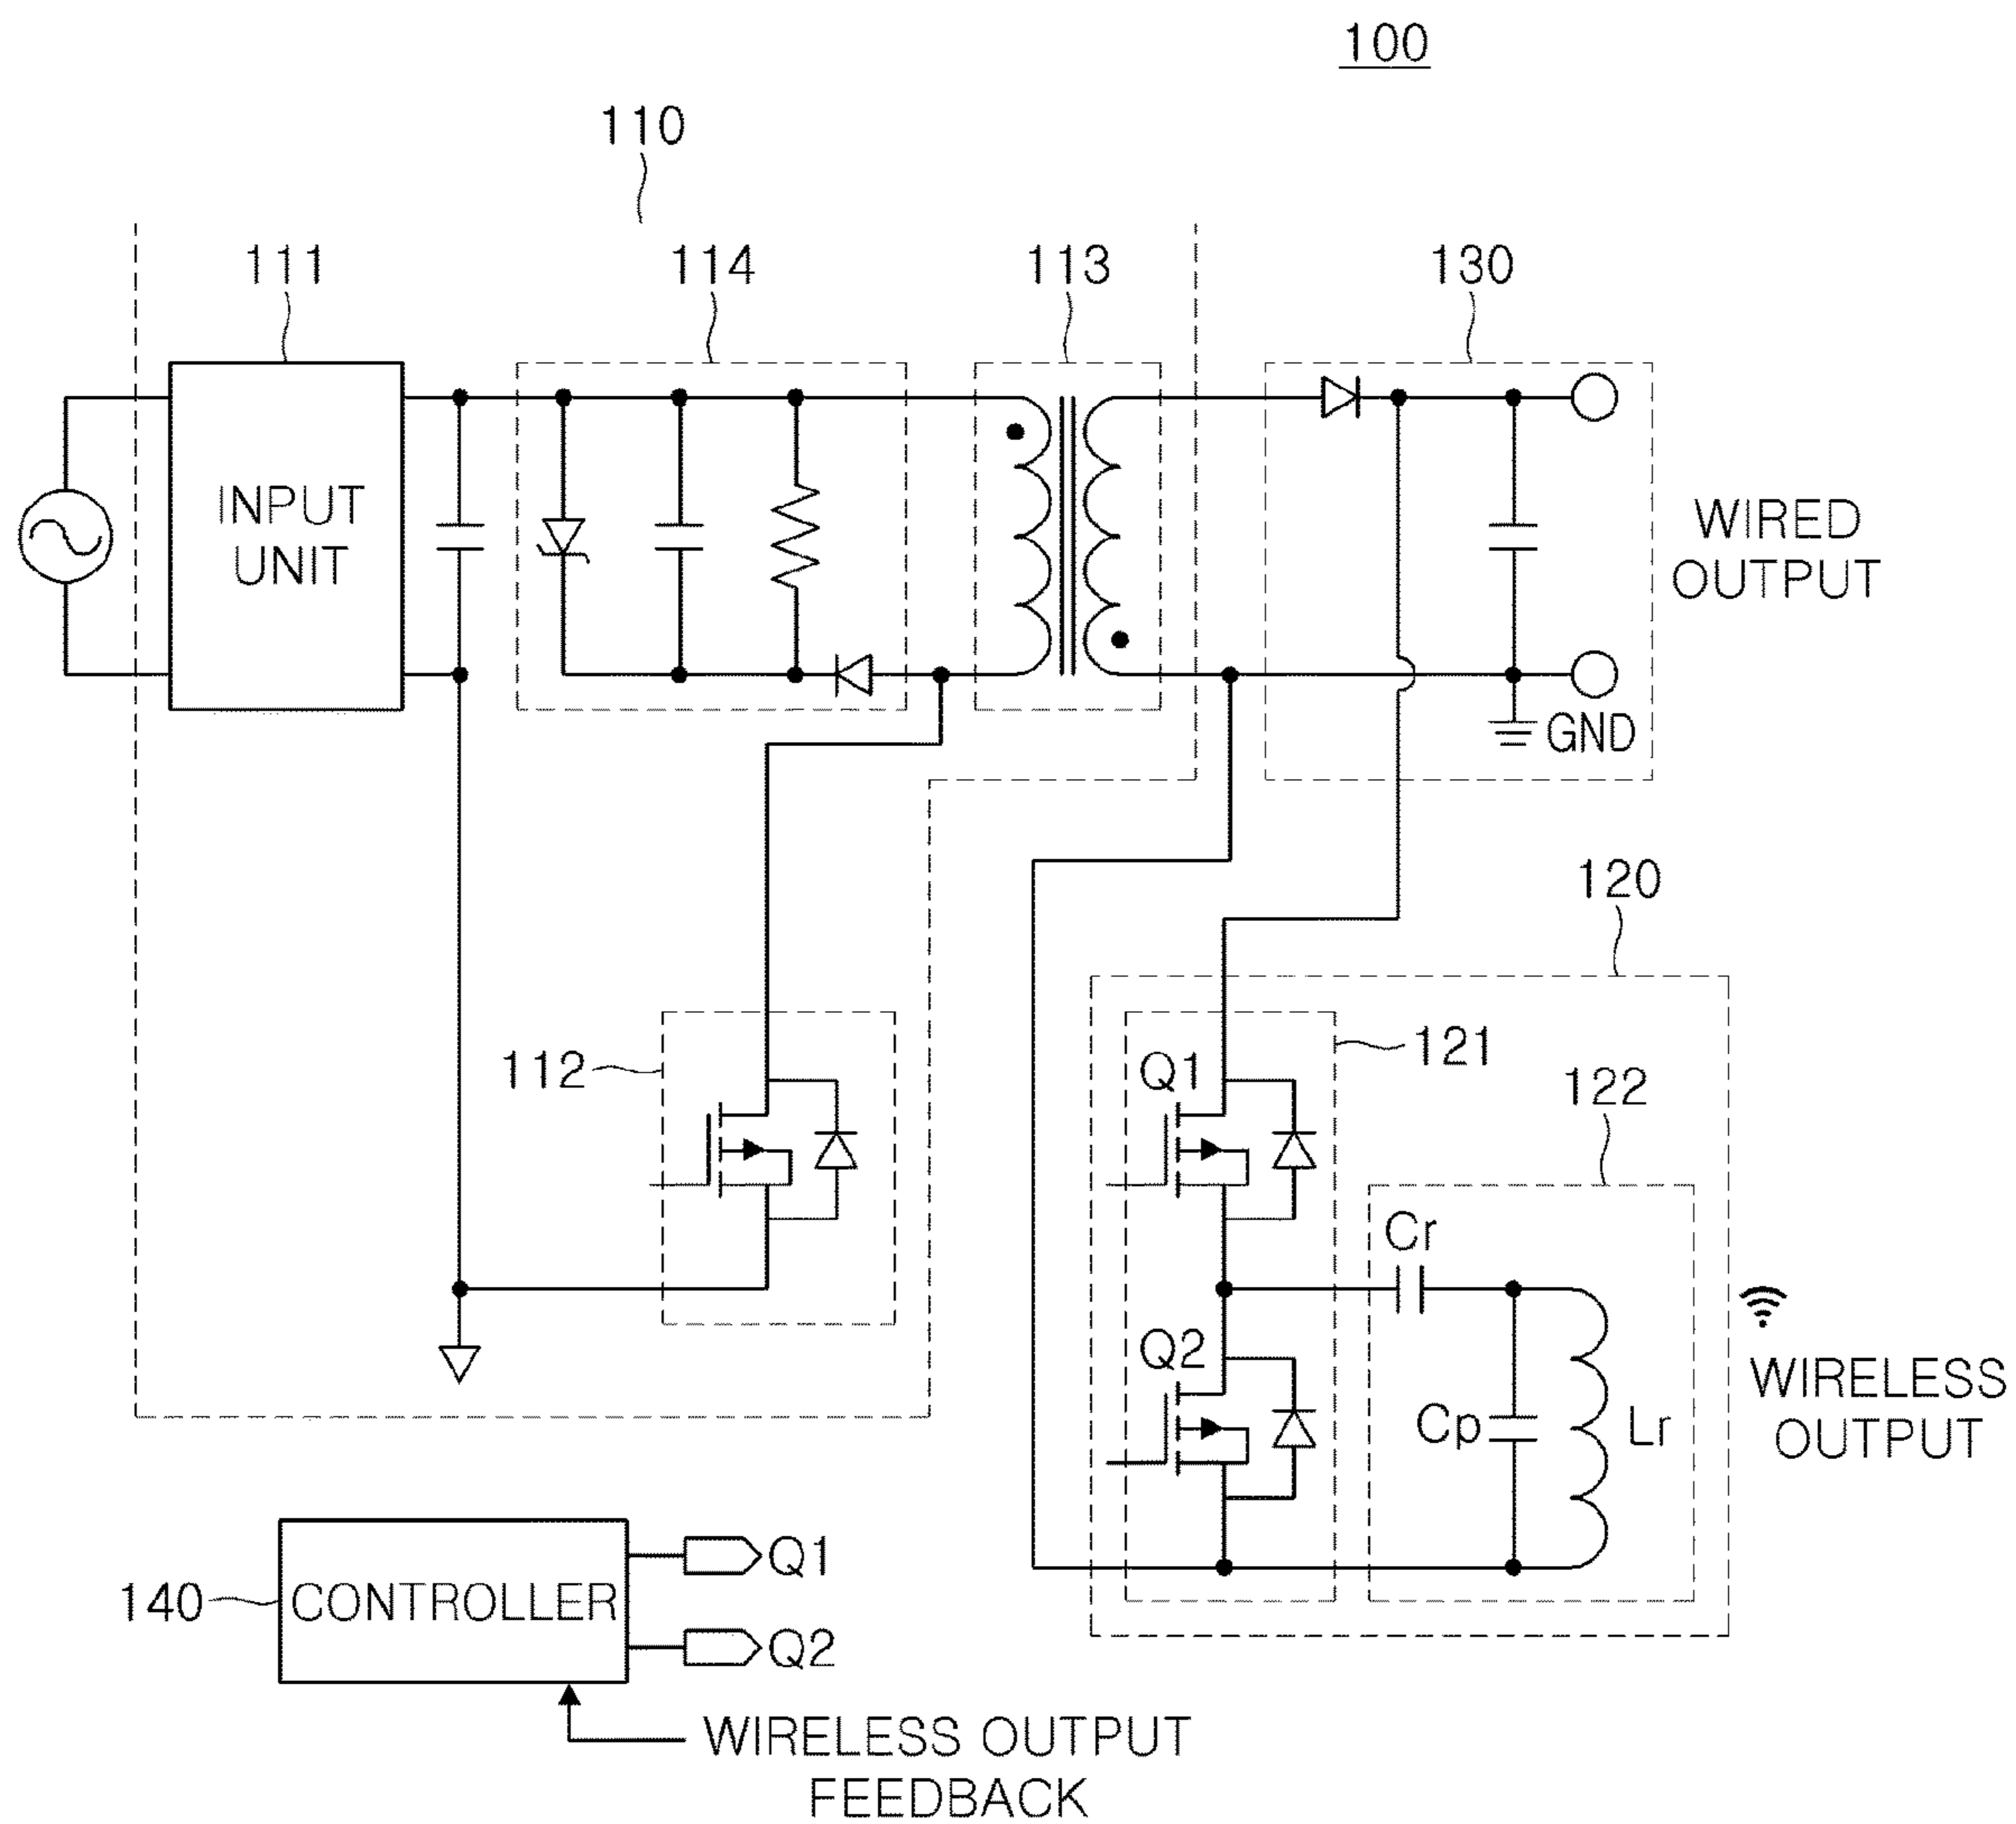 100
110
111
114
113
130
INPUT
UNIT
WIRED
OUTPUT
GND
120
112
Q1
121
122
Cr
Q2
Cp
Lr
WIRELESS
OUTPUT
140
CONTROLLER
Q1
Q2
WIRELESS OUTPUT
FEEDBACK